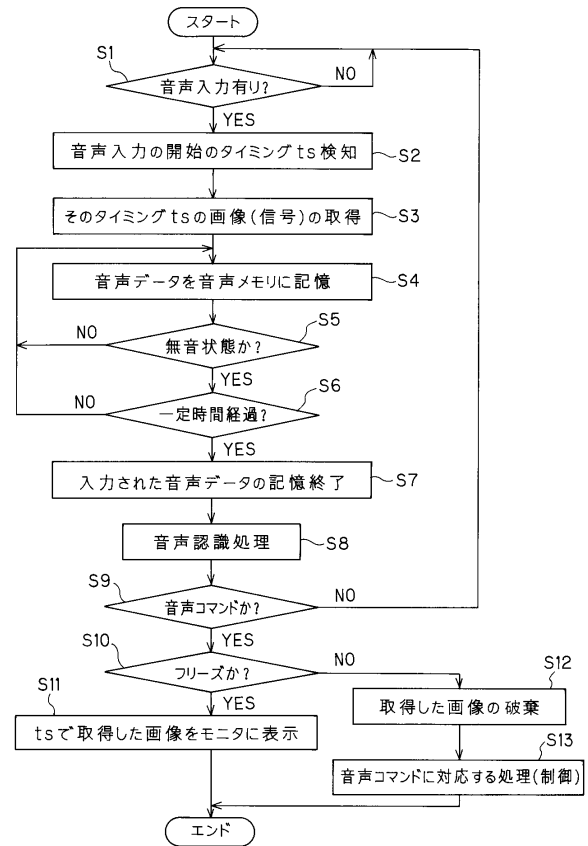 スタート
S1
音声入力有り?
NO
YES
音声入力の開始のタイミングts検知
S2
そのタイミングtsの画像(信号)の取得
S3
音声データを音声メモリに記憶
S4
S5
無音状態か?
NO
YES
S6
一定時間経過?
NO
YES
入力された音声データの記憶終了
S7
音声認識処理
S8
S9
音声コマンドか?
NO
YES
S10
フリーズか?
NO
YES
S11
tsで取得した画像をモニタに表示
S12
取得した画像の破棄
S13
音声コマンドに対応する処理(制御)
エンド